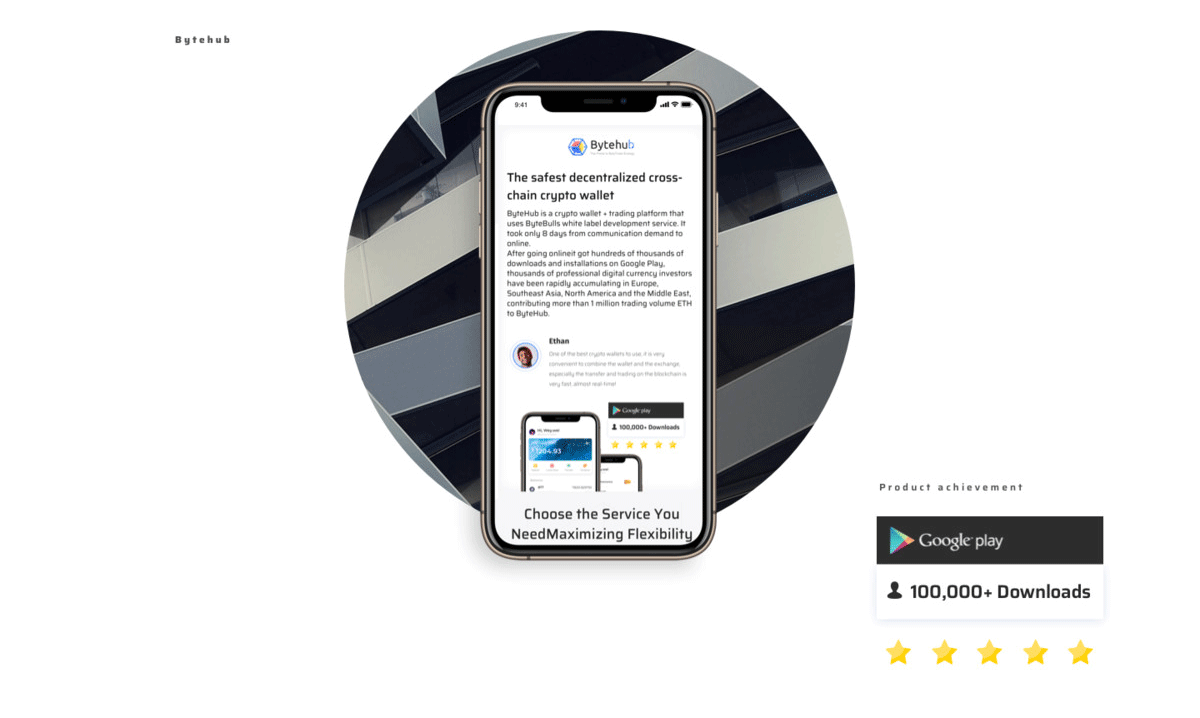 Bytehub
9:41
Bytehub
The safest decentralized cross-
chain crypto wallet
ByteHub is a crypto wallet + trading platform that
uses ByteBulls white label development service. It
took only 8 days from communication demand to
online.
After going onlineit got hundreds of thousands of
downloads and installations on Google Play,
thousands of professional digital currency investors
have been rapidly accumulating in Europe,
Southeast Asia, North America and the Middle East,
contributing more than 1 million trading volume ETH
to ByteHub.
Ethan
One of the best crypto wallets to use, it is very
convenient to combine the wallet and the exchange,
especially the transfer and trading on the blockchain is
very fast, almost real-time!
Google play
100,000+ Downloads
1204.93
Choose the Service You
NeedMaximizing Flexibility
Product achievement
Google play
100,000+ Downloads